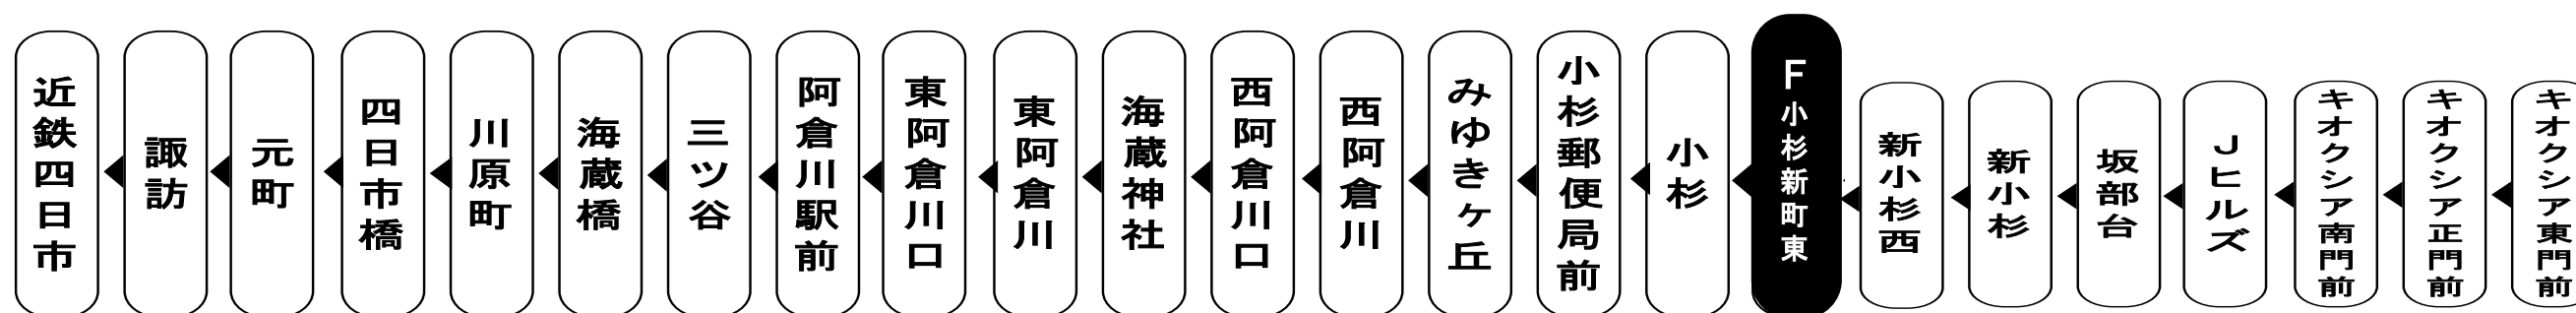 近鉄四日市
諏訪
元町
四日市橋
川原町
海蔵橋
三ツ谷
阿倉川駅前
東阿倉川口
東阿倉川
海蔵神社
西阿倉川口
西阿倉川
みゆきヶ丘
小杉郵便局前
小杉
F小杉新町東
新小杉西
新小杉
坂部台
Jヒルズ
キオクシア南門前
キオクシア正門前
キオクシア東門前